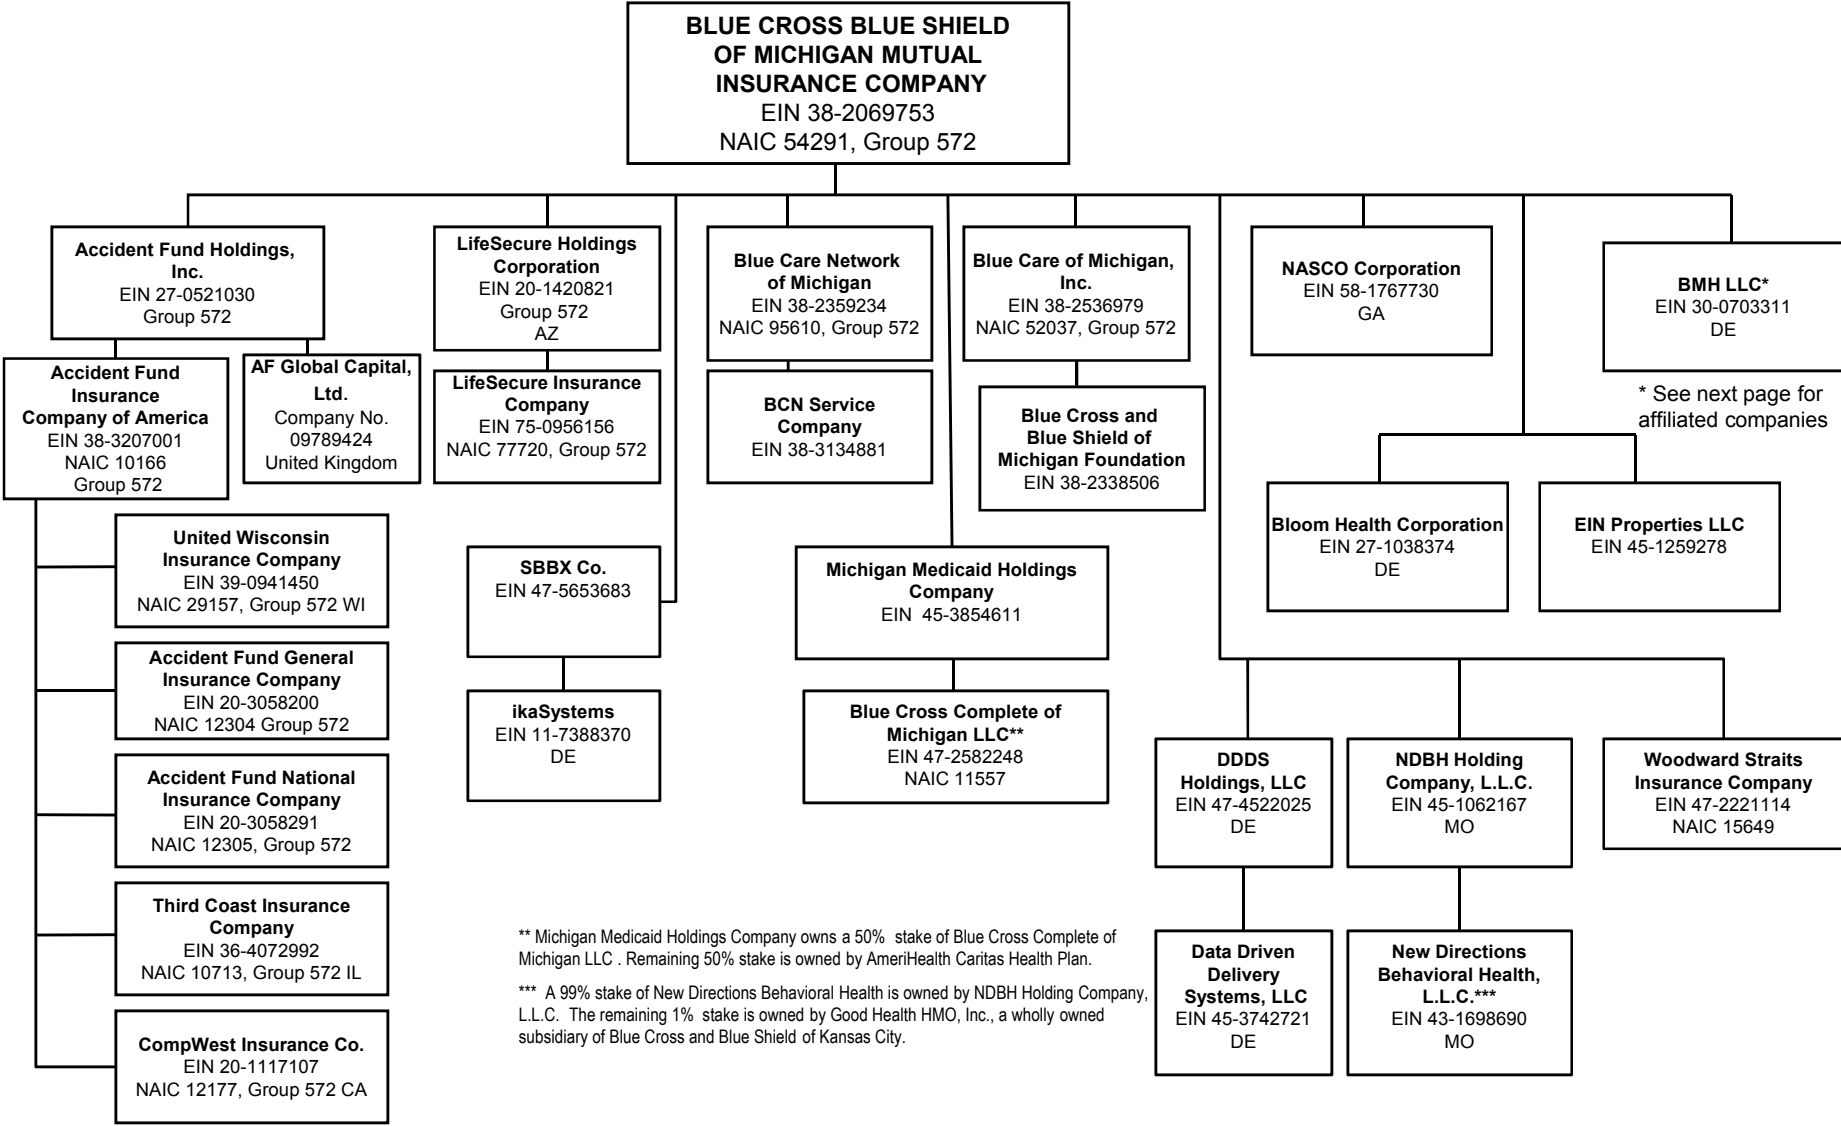 BLUE CROSS BLUE SHIELD
OF MICHIGAN MUTUAL
INSURANCE COMPANY
EIN 38-2069753
NAIC 54291, Group 572
Accident Fund Holdings,
Inc.
EIN 27-0521030
Group 572
LifeSecure Holdings
Corporation
EIN 20-1420821
Group 572
AZ
Blue Care Network
of Michigan
EIN 38-2359234
NAIC 95610, Group 572
Blue Care of Michigan,
Inc.
EIN 38-2536979
NAIC 52037, Group 572
NASCO Corporation
EIN 58-1767730
GA
BMH LLC*
EIN 30-0703311
DE
* See next page for
affiliated companies
Accident Fund
Insurance
Company of America
EIN 38-3207001
NAIC 10166
Group 572
AF Global Capital,
Ltd.
Company No.
09789424
United Kingdom
LifeSecure Insurance
Company
EIN 75-0956156
NAIC 77720, Group 572
BCN Service
Company
EIN 38-3134881
Blue Cross and
Blue Shield of
Michigan Foundation
EIN 38-2338506
Bloom Health Corporation
EIN 27-1038374
DE
EIN Properties LLC
EIN 45-1259278
United Wisconsin
Insurance Company
EIN 39-0941450
NAIC 29157, Group 572 WI
SBBX Co.
EIN 47-5653683
Michigan Medicaid Holdings
Company
EIN 45-3854611
Accident Fund General
Insurance Company
EIN 20-3058200
NAIC 12304 Group 572
ikaSystems
EIN 11-7388370
DE
Blue Cross Complete of
Michigan LLC**
EIN 47-2582248
NAIC 11557
DDDS
Holdings, LLC
EIN 47-4522025
DE
NDBH Holding
Company, L.L.C.
EIN 45-1062167
MO
Woodward Straits
Insurance Company
EIN 47-2221114
NAIC 15649
Accident Fund National
Insurance Company
EIN 20-3058291
NAIC 12305, Group 572
Third Coast Insurance
Company
EIN 36-4072992
NAIC 10713, Group 572 IL
** Michigan Medicaid Holdings Company owns a 50% stake of Blue Cross Complete of
Michigan LLC . Remaining 50% stake is owned by AmeriHealth Caritas Health Plan.
*** A 99% stake of New Directions Behavioral Health is owned by NDBH Holding Company,
L.L.C. The remaining 1% stake is owned by Good Health HMO, Inc., a wholly owned
subsidiary of Blue Cross and Blue Shield of Kansas City.
Data Driven
Delivery
Systems, LLC
EIN 45-3742721
DE
New Directions
Behavioral Health,
L.L.C.***
EIN 43-1698690
MO
CompWest Insurance Co.
EIN 20-1117107
NAIC 12177, Group 572 CA